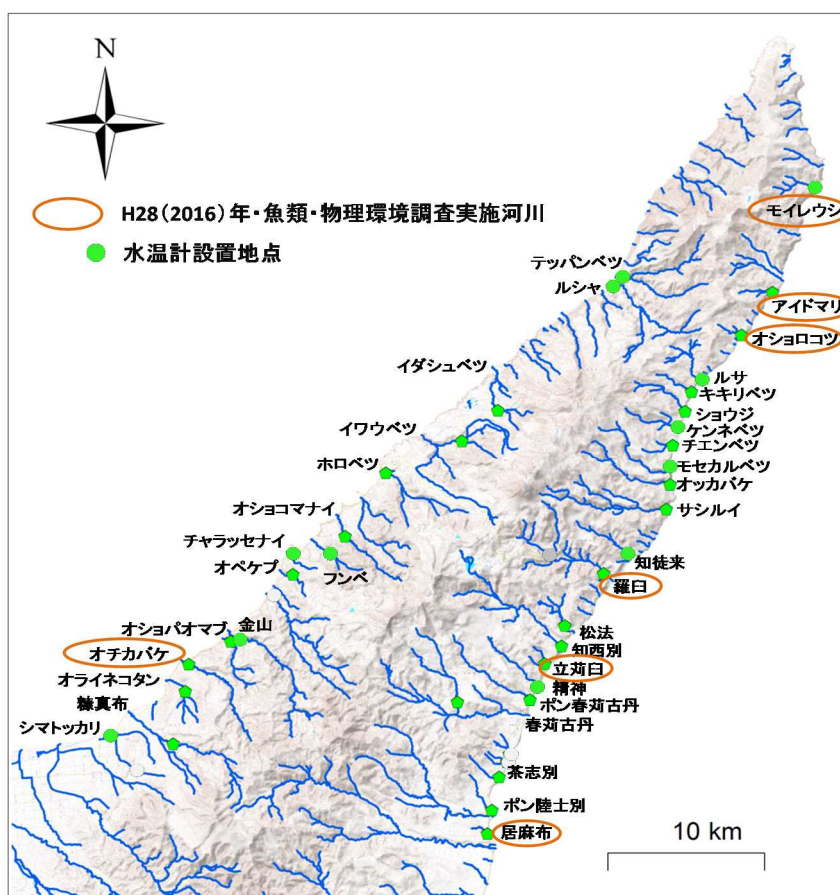 N
H28(2016)年・魚類・物理環境調査実施河川
水温計設置地点
モイレウシ
テッパンベツ
ルシャ
アイドマリ
オショロコツ
イダシュベツ
ルサ
キキリベツ
ショウジ
イワウベツ
ケンネベツ
チエンベツ
ホロベツ
モセカルベツ
オッカバケ
オショコマナイ
サシルイ
チャラッセナイ
オペケプ
フンベ
知徒来
羅臼
オショパオマブ
金山
松法
オチカバケ
知西別
立苅臼
オライネコタン
精神
糠真布
ポン春苅古丹
シマトッカリ
春苅古丹
茶志別
ポン陸士別
居麻布
10 km